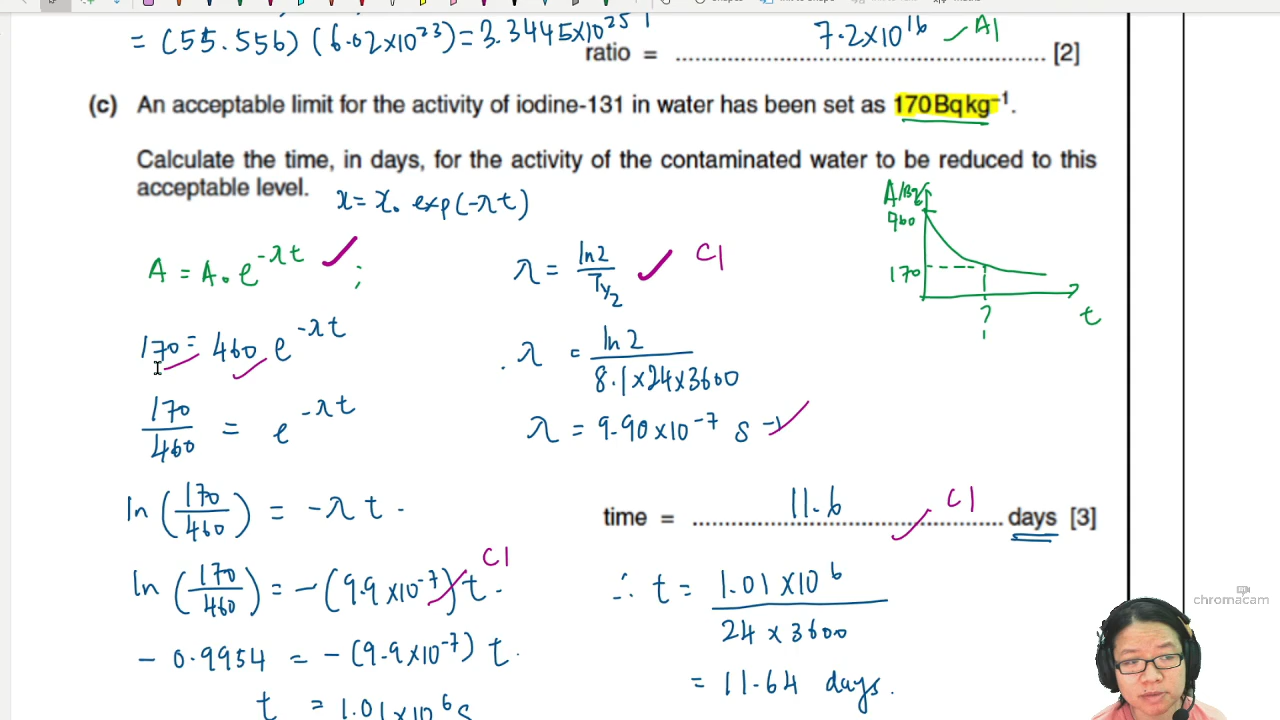 = (55.556) (6.02×10²³) = 3.3445×10²⁵
7.2×10¹⁶ A1
ratio = ............................................................ [2]
(c) An acceptable limit for the activity of iodine-131 in water has been set as 170 Bq kg⁻¹.
Calculate the time, in days, for the activity of the contaminated water to be reduced to this
acceptable level.
x = x₀ exp(-λt)
A = A₀ e^(-λt) ;
λ = ln2 / T½ C1
A/Bq
960
170
?
t
170 = 460 e^(-λt)
λ = ln2 / 8.1×24×3600
170/460 = e^(-λt)
λ = 9.90×10⁻⁷ s⁻¹
ln (170/460) = -λt.
time = 11.6 days [3] C1
ln (170/460) = -(9.9×10⁻⁷) t. C1
∴ t = 1.01×10⁶ / 24×3600
- 0.9954 = -(9.9×10⁻⁷) t.
= 11.64 days.
t = 1.01×10⁶ s
chromacam